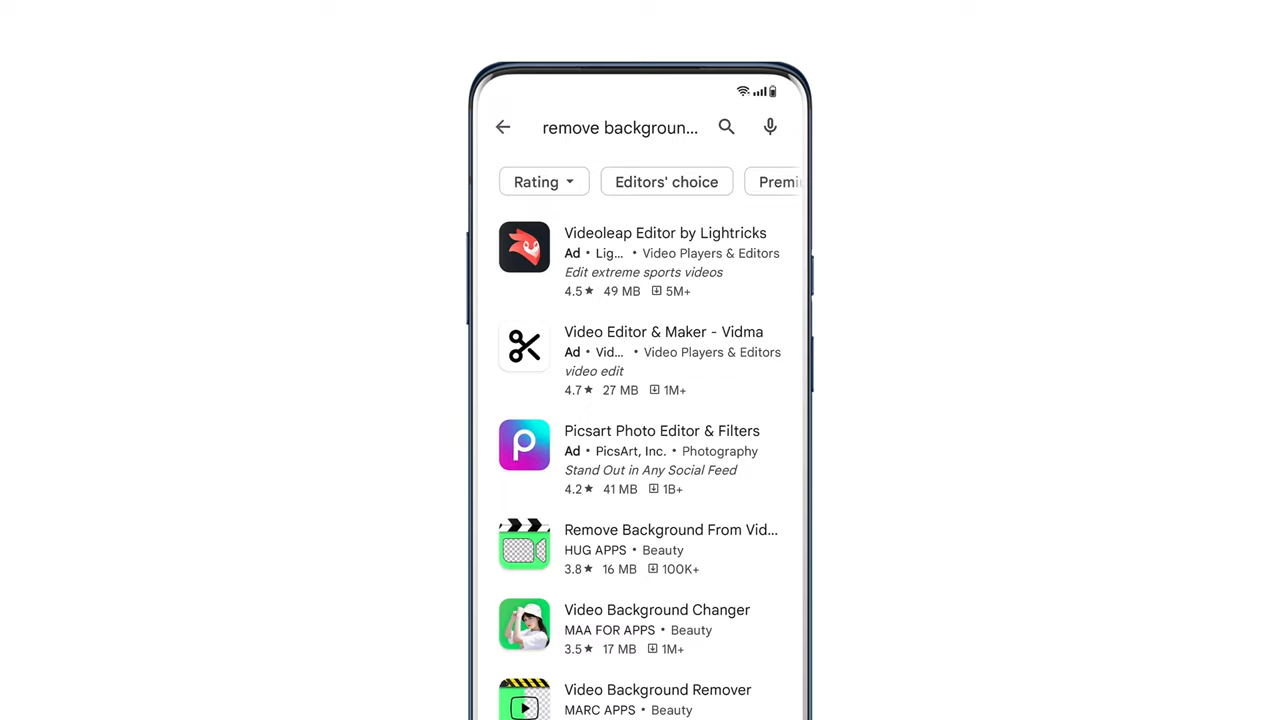 remove backgroun...
Rating
Editors' choice
Premi
Videoleap Editor by Lightricks
Ad • Lig... • Video Players & Editors
Edit extreme sports videos
4.5★ 49 MB 5M+
Video Editor & Maker - Vidma
Ad • Vid... • Video Players & Editors
video edit
4.7★ 27 MB 1M+
Picsart Photo Editor & Filters
Ad • PicsArt, Inc. • Photography
Stand Out in Any Social Feed
4.2★ 41 MB 1B+
Remove Background From Vid...
HUG APPS • Beauty
3.8★ 16 MB 100K+
Video Background Changer
MAA FOR APPS • Beauty
3.5★ 17 MB 1M+
Video Background Remover
MARC APPS • Beauty